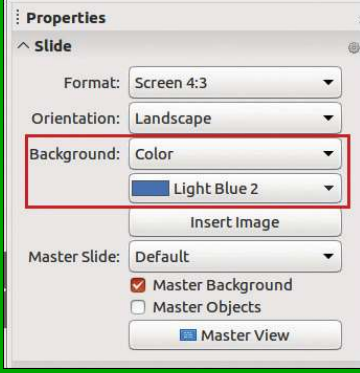 Properties
Slide
Format: Screen 4:3
Orientation: Landscape
Background: Color
Light Blue 2
Insert Image
Master Slide: Default
Master Background
Master Objects
Master View